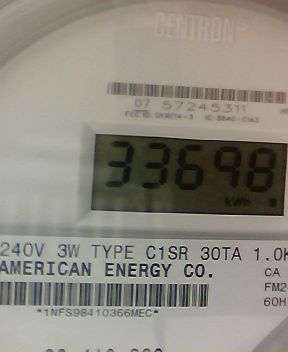 CENTRON®
07 57245311
33698
kWh
240V 3W TYPE C1SR 30TA 1.0K
AMERICAN ENERGY CO.
CA
FM2
60H
*1NFS98410366MEC*